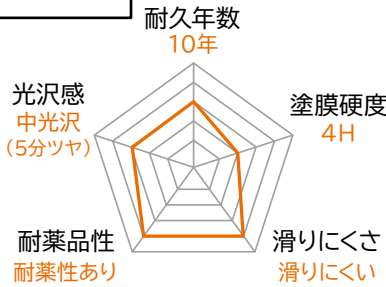 耐久年数
10年
光沢感
中光沢
(5分ツヤ)
塗膜硬度
4H
耐薬品性
耐薬性あり
滑りにくさ
滑りにくい